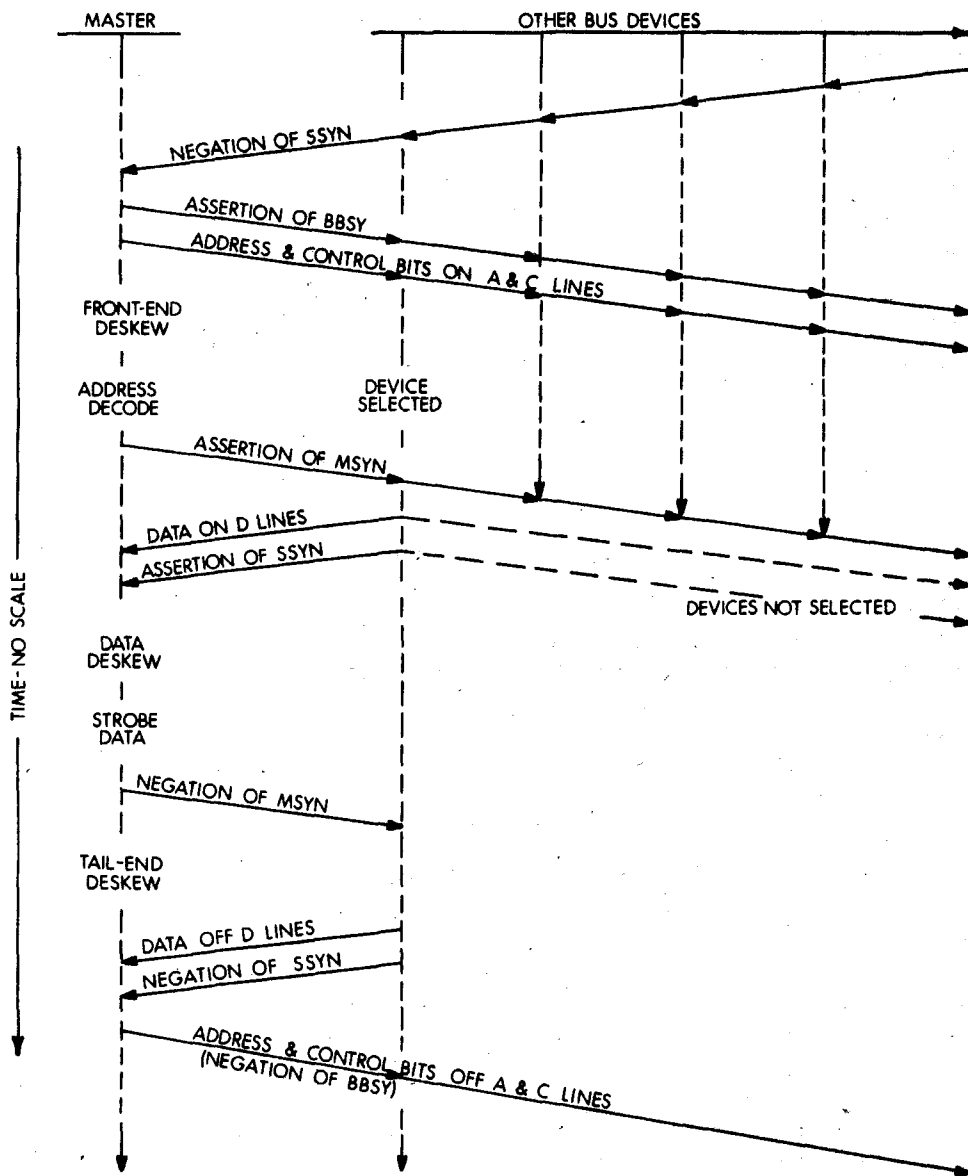 MASTER
OTHER BUS DEVICES
NEGATION OF SSYN
ASSERTION OF BBSY
ADDRESS & CONTROL BITS ON A & C LINES
FRONT-END
DESKEW
ADDRESS
DECODE
DEVICE
SELECTED
ASSERTION OF MSYN
DATA ON D LINES
ASSERTION OF SSYN
DEVICES NOT SELECTED
TIME-NO SCALE
DATA
DESKEW
STROBE
DATA
NEGATION OF MSYN
TAIL-END
DESKEW
DATA OFF D LINES
NEGATION OF SSYN
ADDRESS & CONTROL BITS OFF A & C LINES
(NEGATION OF BBSY)